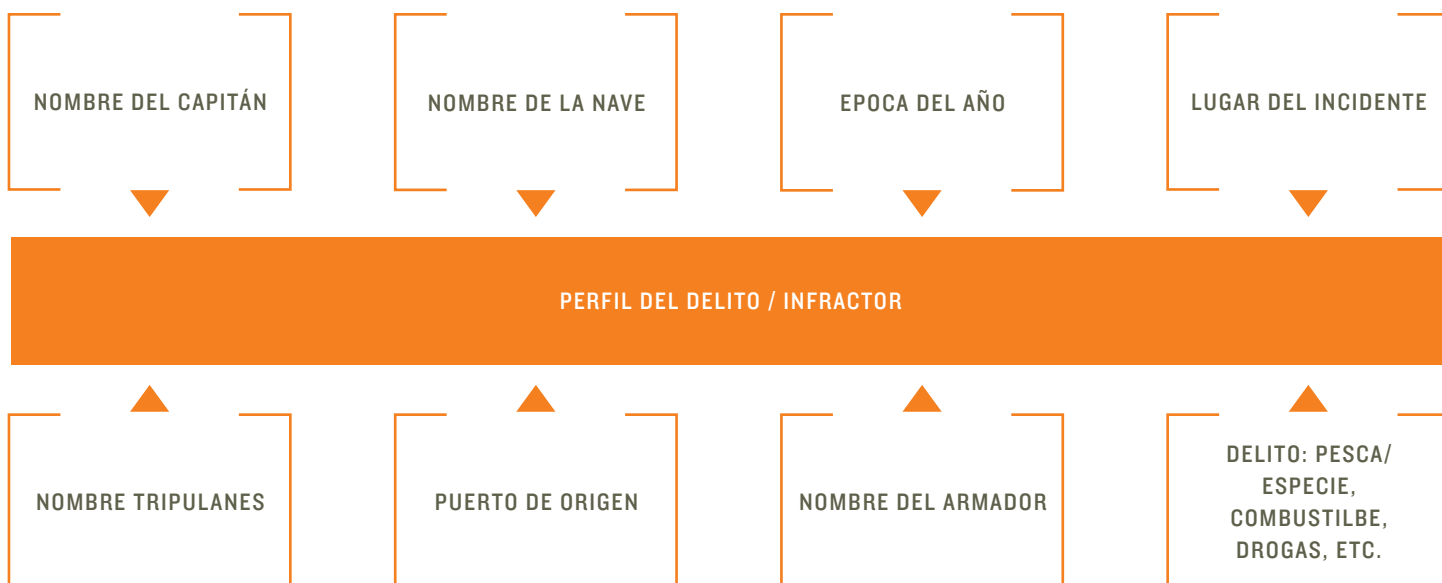 NOMBRE DEL CAPITÁN
NOMBRE DE LA NAVE
EPOCA DEL AÑO
LUGAR DEL INCIDENTE
PERFIL DEL DELITO / INFRACTOR
NOMBRE TRIPULANES
PUERTO DE ORIGEN
NOMBRE DEL ARMADOR
DELITO: PESCA/
ESPECIE,
COMBUSTILBE,
DROGAS, ETC.